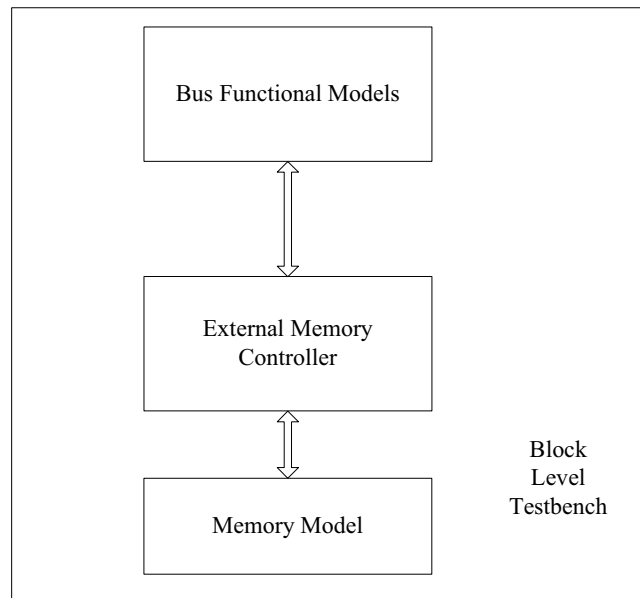 Bus Functional Models
External Memory
Controller
Memory Model
Block
Level
Testbench